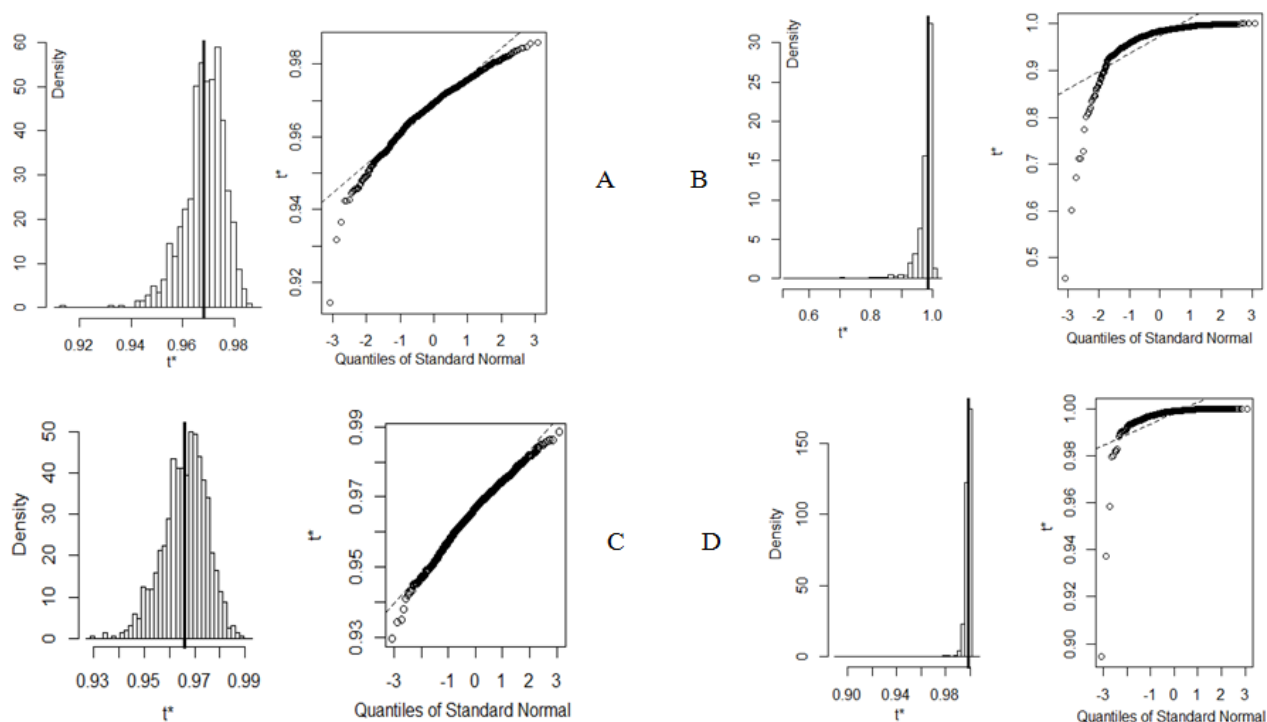 Density
60
50
40
30
20
10
0
0.92 0.94 0.96 0.98
t*
t*
0.98
0.96
0.94
0.92
-3 -2 -1 0 1 2 3
Quantiles of Standard Normal
A
B
Density
30
25
20
15
10
5
0
0.6 0.8 1.0
t*
t*
1.0
0.9
0.8
0.7
0.6
0.5
-3 -2 -1 0 1 2 3
Quantiles of Standard Normal
Density
50
40
30
20
10
0
0.93 0.95 0.97 0.99
t*
t*
0.99
0.97
0.95
0.93
-3 -2 -1 0 1 2 3
Quantiles of Standard Normal
C
D
Density
150
100
50
0
0.90 0.94 0.98
t*
t*
1.00
0.98
0.96
0.94
0.92
0.90
-3 -2 -1 0 1 2 3
Quantiles of Standard Normal